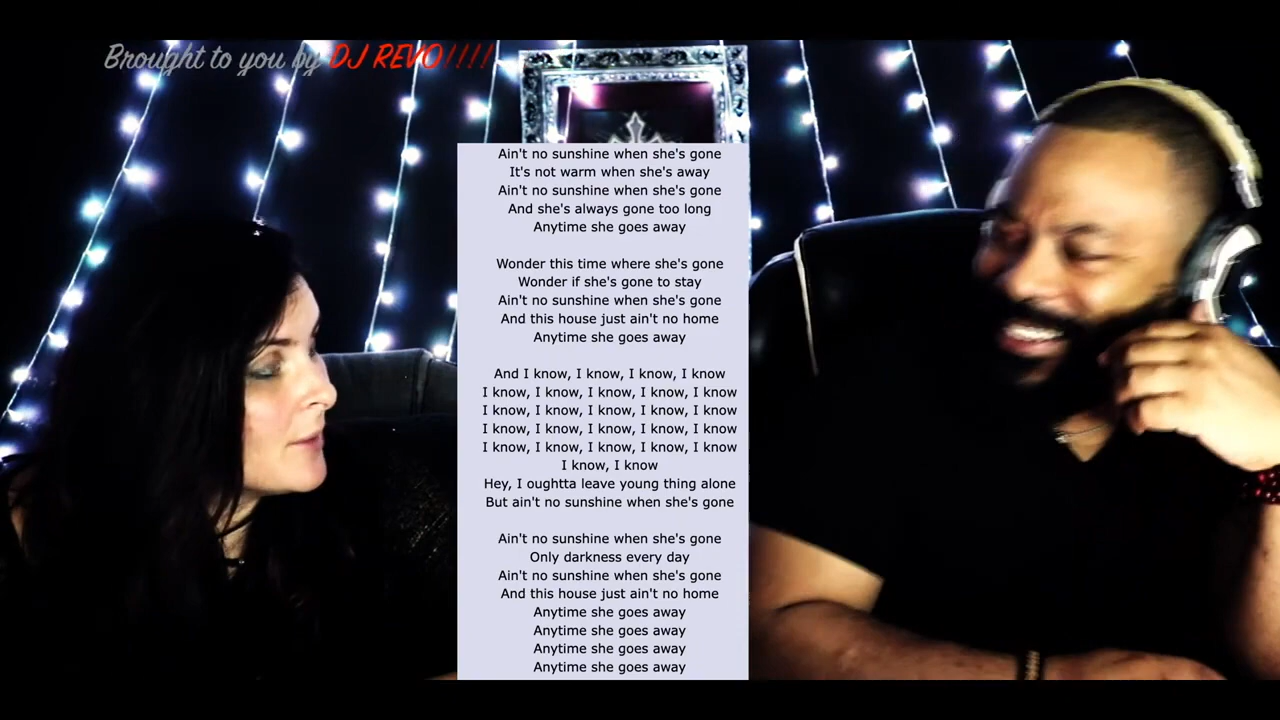 Brought to you by DJ REVO!!!!
Ain't no sunshine when she's gone
It's not warm when she's away
Ain't no sunshine when she's gone
And she's always gone too long
Anytime she goes away
Wonder this time where she's gone
Wonder if she's gone to stay
Ain't no sunshine when she's gone
And this house just ain't no home
Anytime she goes away
And I know, I know, I know, I know
I know, I know, I know, I know, I know
I know, I know, I know, I know, I know
I know, I know, I know, I know, I know
I know, I know, I know, I know, I know
I know, I know
Hey, I oughtta leave young thing alone
But ain't no sunshine when she's gone
Ain't no sunshine when she's gone
Only darkness every day
Ain't no sunshine when she's gone
And this house just ain't no home
Anytime she goes away
Anytime she goes away
Anytime she goes away
Anytime she goes away